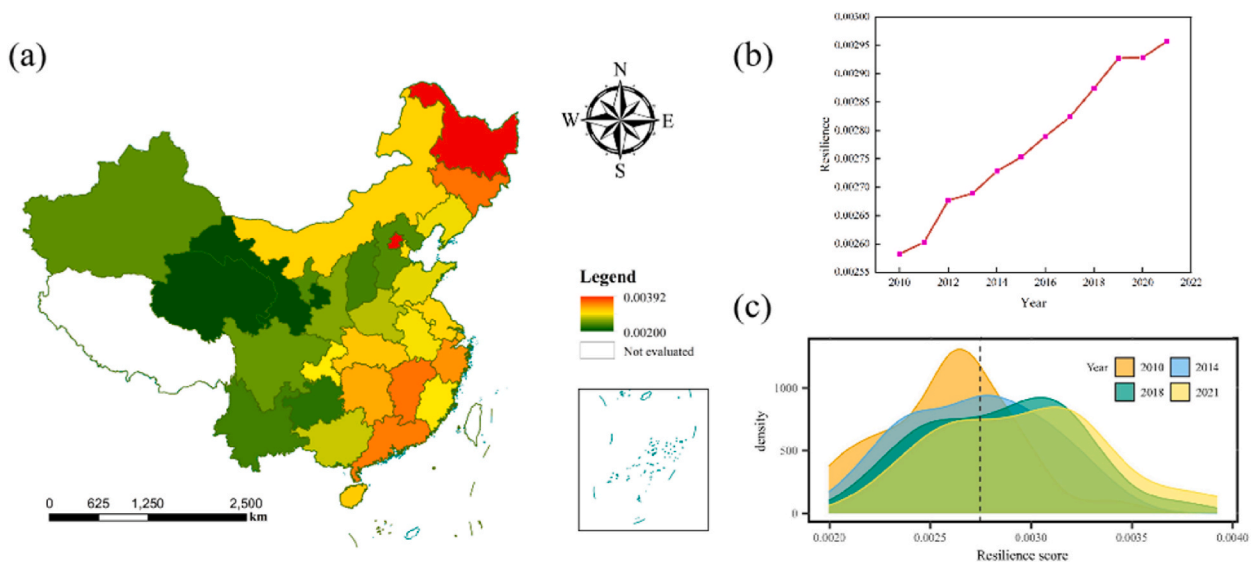 (a)
N
W
E
S
Legend
0.00392
0.00200
Not evaluated
0
625
1,250
2,500
km
(b)
0.00300
0.00295
0.00290
0.00285
0.00280
0.00275
0.00270
0.00265
0.00260
0.00255
Resilience
2010
2012
2014
2016
2018
2020
2022
Year
(c)
1000
500
0
density
Year
2010
2014
2018
2021
0.0020
0.0025
0.0030
0.0035
0.0040
Resilience score